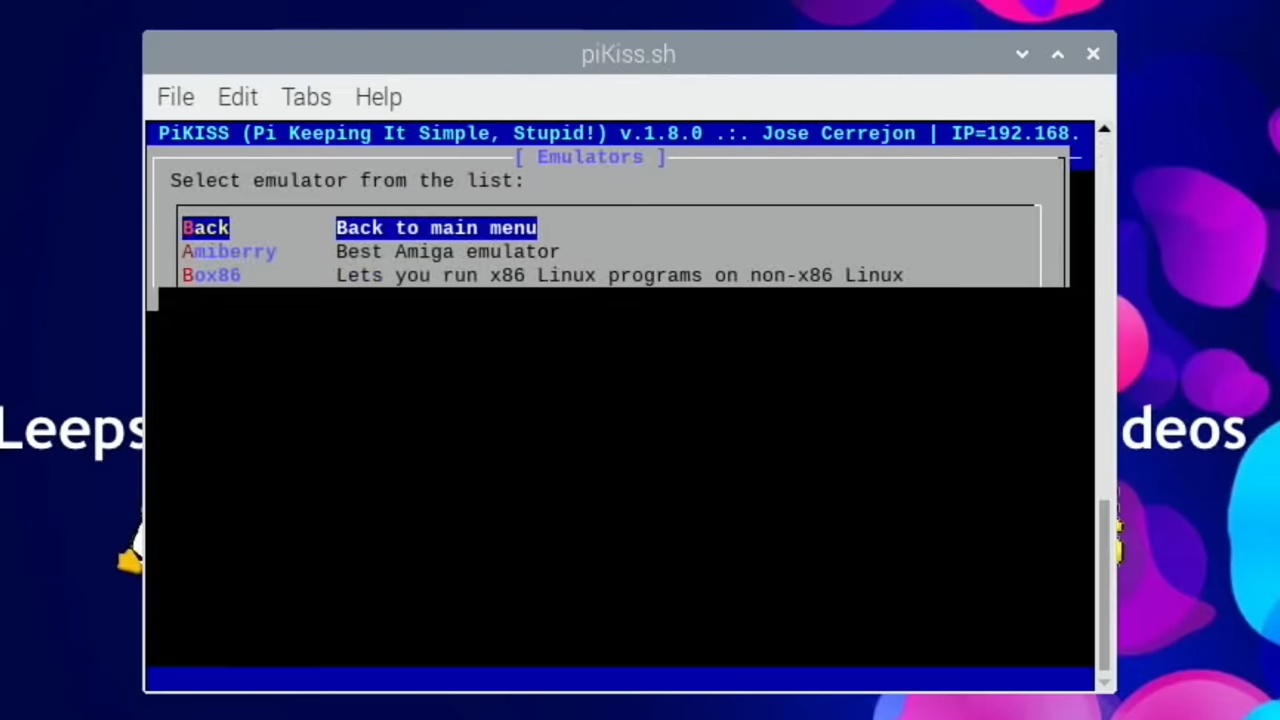 piKiss.sh
File Edit Tabs Help
PiKISS (Pi Keeping It Simple, Stupid!) v.1.8.0 .:. Jose Cerrejon | IP=192.168.
[ Emulators ]
Select emulator from the list:
Back Back to main menu
Amiberry Best Amiga emulator
Box86 Lets you run x86 Linux programs on non-x86 Linux
Leeps deos